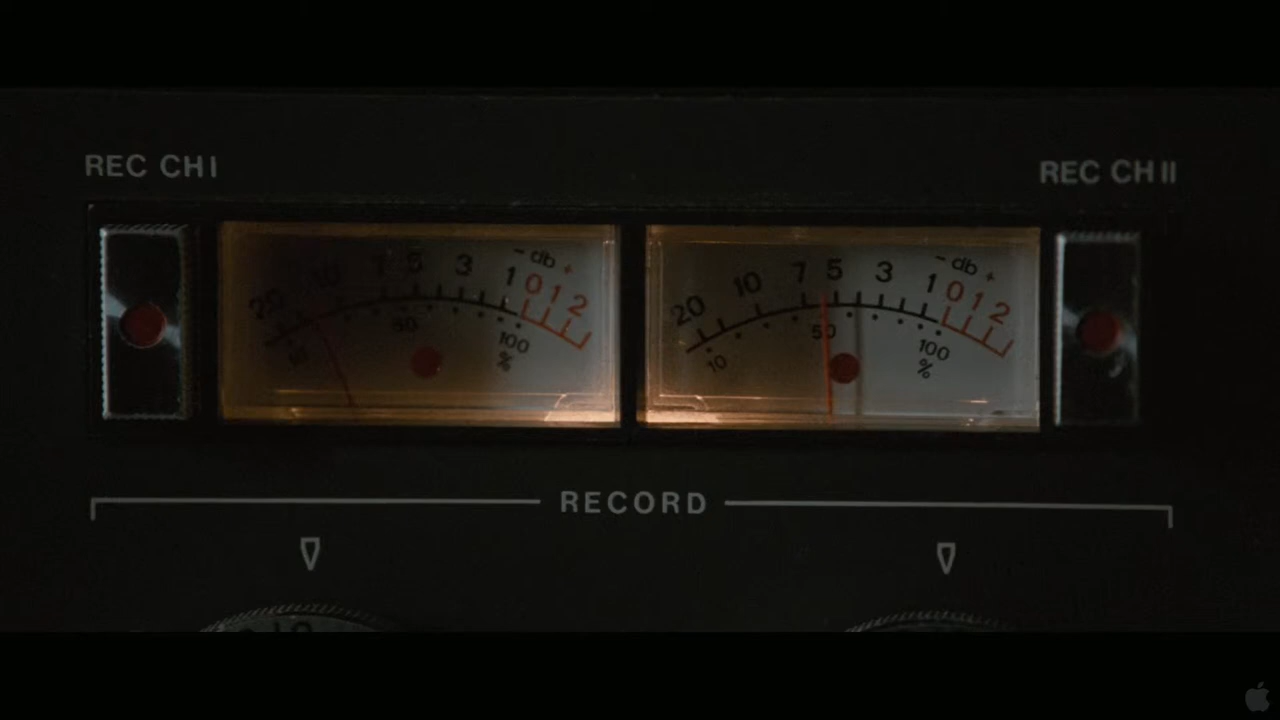 REC CH I
REC CH II
- db +
20 10 7 5 3 1 0 1 2
50 100
%
- db +
20 10 7 5 3 1 0 1 2
10 50 100
%
RECORD